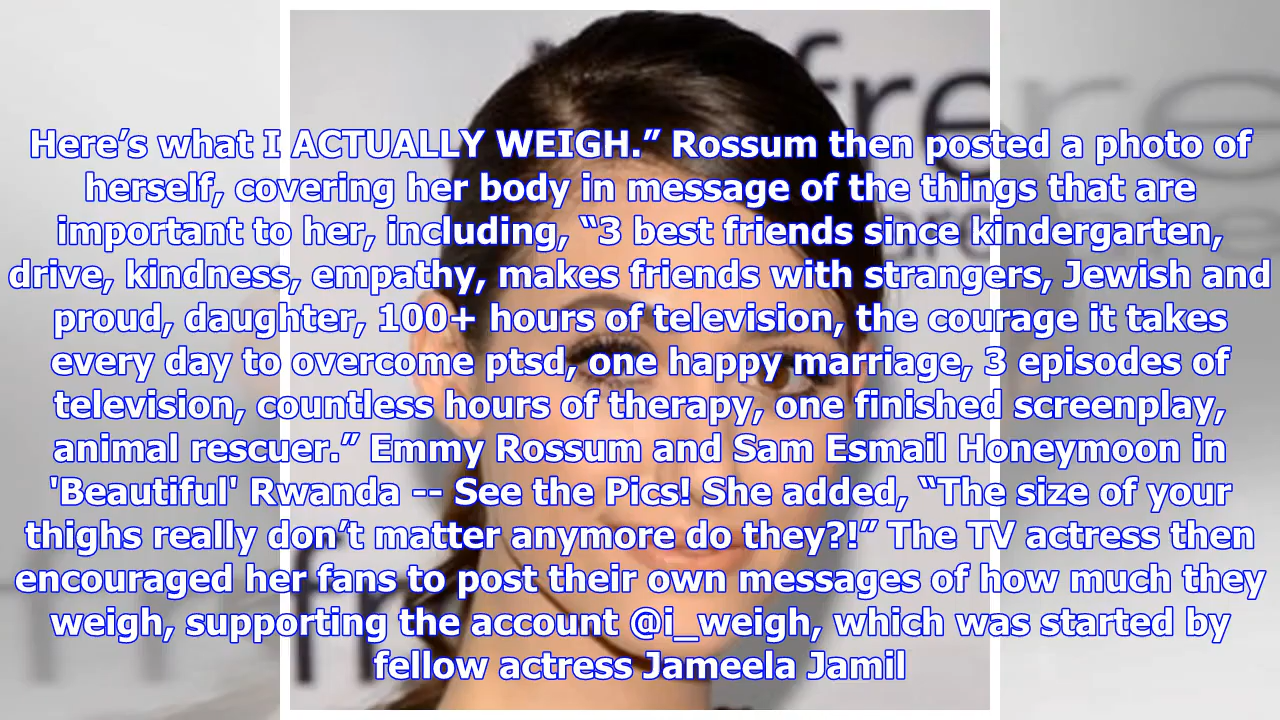 Here’s what I ACTUALLY WEIGH.” Rossum then posted a photo of
herself, covering her body in message of the things that are
important to her, including, “3 best friends since kindergarten,
drive, kindness, empathy, makes friends with strangers, Jewish and
proud, daughter, 100+ hours of television, the courage it takes
every day to overcome ptsd, one happy marriage, 3 episodes of
television, countless hours of therapy, one finished screenplay,
animal rescuer.” Emmy Rossum and Sam Esmail Honeymoon in
'Beautiful' Rwanda -- See the Pics! She added, “The size of your
thighs really don’t matter anymore do they?!” The TV actress then
encouraged her fans to post their own messages of how much they
weigh, supporting the account @i_weigh, which was started by
fellow actress Jameela Jamil